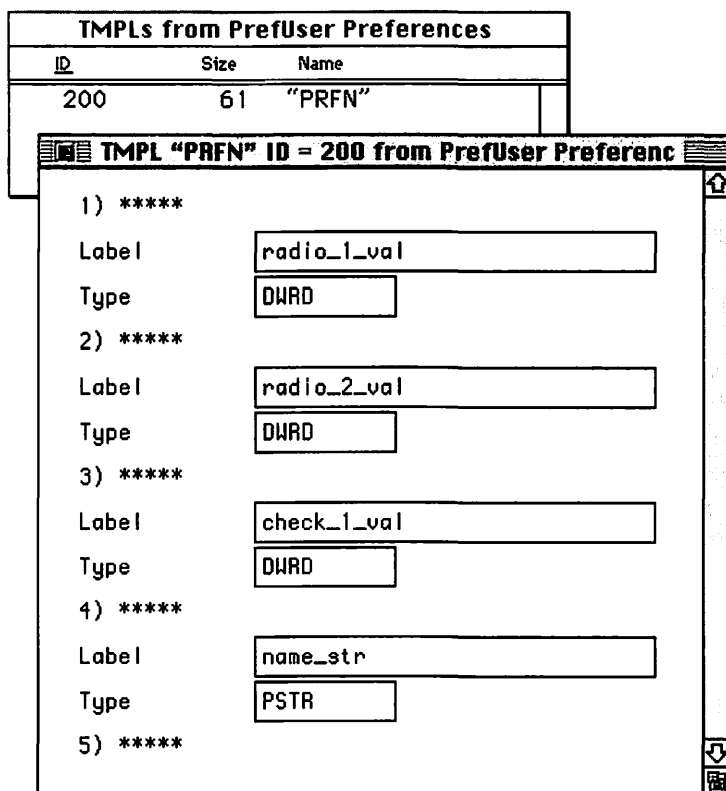 TMPLs from PrefUser Preferences
ID Size Name
200 61 "PRFN"
TMPL "PRFN" ID = 200 from PrefUser Preferenc
1) *****
Label radio_1_val
Type DWRD
2) *****
Label radio_2_val
Type DWRD
3) *****
Label check_1_val
Type DWRD
4) *****
Label name_str
Type PSTR
5) *****